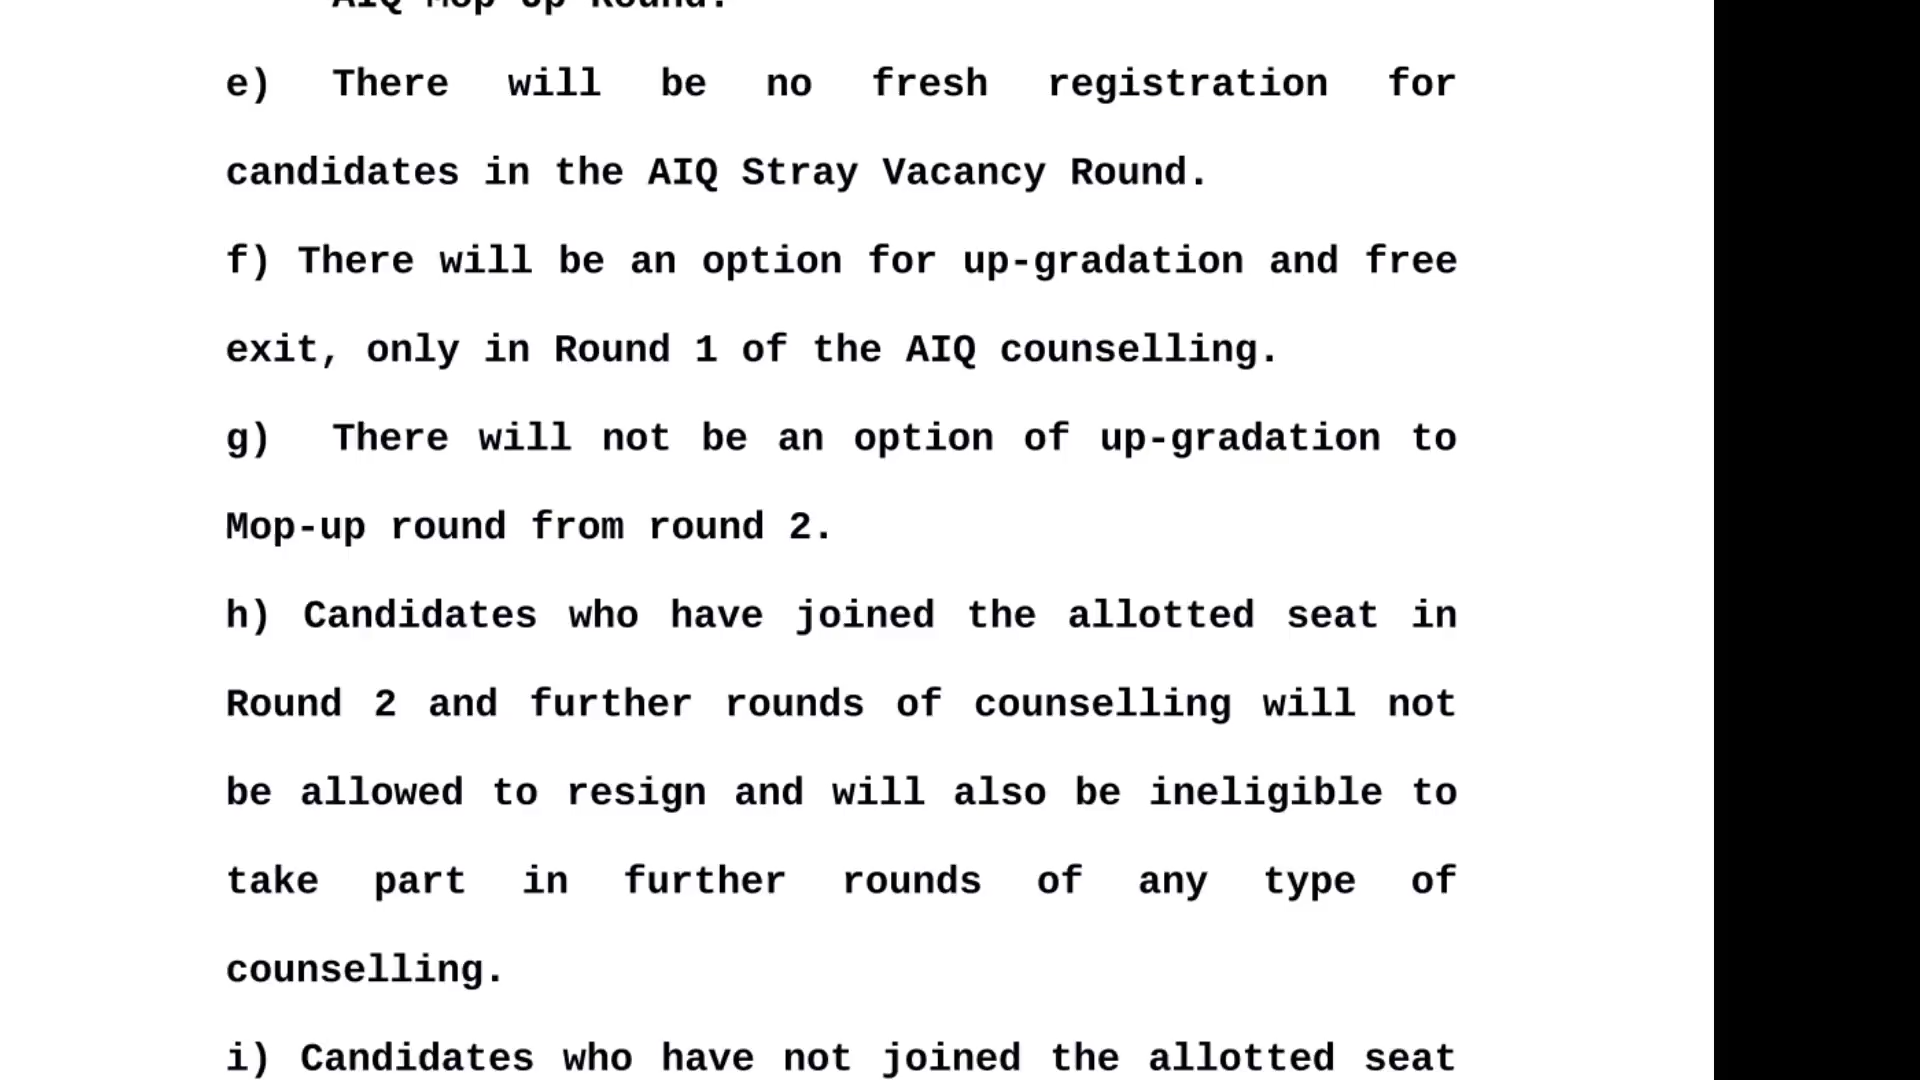 AIQ Mop Up Round.
e) There will be no fresh registration for
candidates in the AIQ Stray Vacancy Round.
f) There will be an option for up-gradation and free
exit, only in Round 1 of the AIQ counselling.
g) There will not be an option of up-gradation to
Mop-up round from round 2.
h) Candidates who have joined the allotted seat in
Round 2 and further rounds of counselling will not
be allowed to resign and will also be ineligible to
take part in further rounds of any type of
counselling.
i) Candidates who have not joined the allotted seat